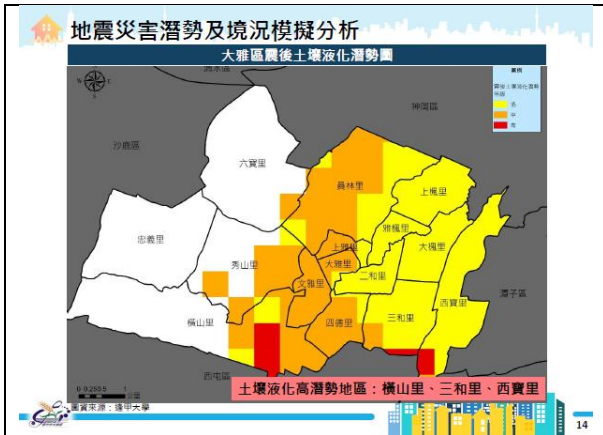 地震災害潛勢及境況模擬分析
大雅區震後土壤液化潛勢圖
神岡區
沙鹿區
六寶里
員林里
上楓里
雅楓里
忠義里
上雅里
大楓里
秀山里
大雅里
二和里
文雅里
西寶里
潭子區
橫山里
四德里
三和里
西屯區
土壤液化高潛勢地區：橫山里、三和里、西寶里
圖資來源：逢甲大學
14